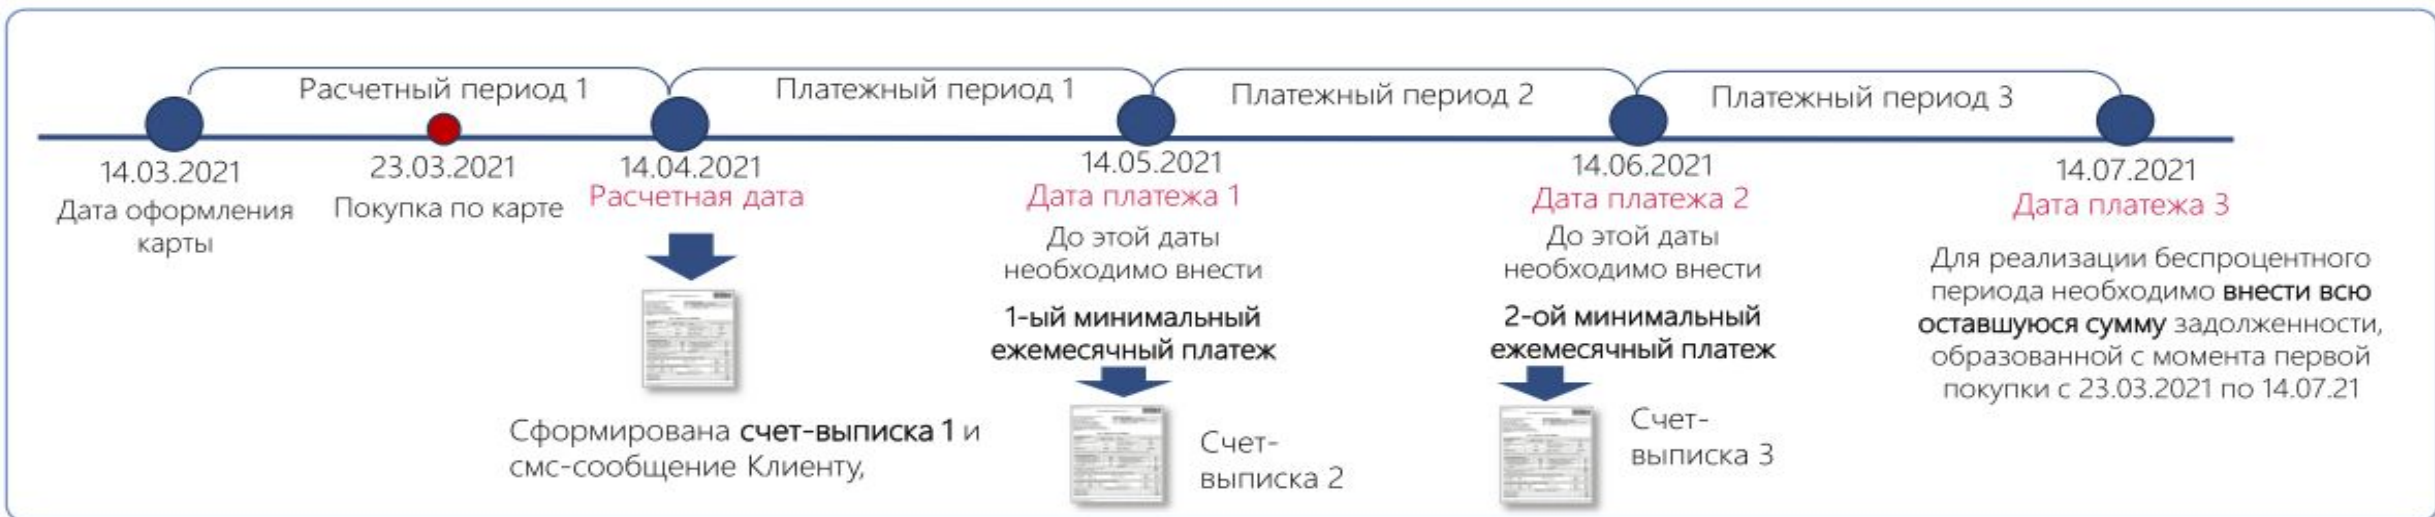 Расчетный период 1
Платежный период 1
Платежный период 2
Платежный период 3
14.03.2021
Дата оформления
карты
23.03.2021
Покупка по карте
14.04.2021
Расчетная дата
Сформирована счет-выписка 1 и
смс-сообщение Клиенту,
14.05.2021
Дата платежа 1
До этой даты
необходимо внести
1-ый минимальный
ежемесячный платеж
Счет-
выписка 2
14.06.2021
Дата платежа 2
До этой даты
необходимо внести
2-ой минимальный
ежемесячный платеж
Счет-
выписка 3
14.07.2021
Дата платежа 3
Для реализации беспроцентного
периода необходимо внести всю
оставшуюся сумму задолженности,
образованной с момента первой
покупки с 23.03.2021 по 14.07.21